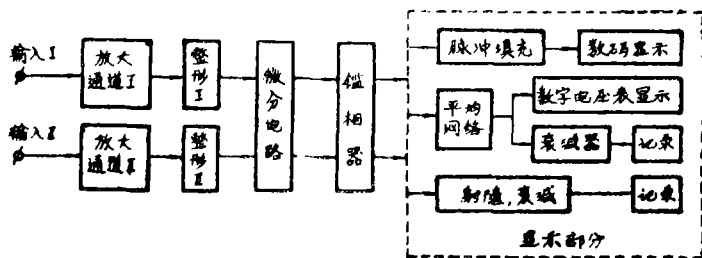 输入I
放大
通道I
整形I
微分电路
鑑相器
脉冲填充
数码显示
平均
网络
数字电压表显示
衰减器
记录
输入II
放大
通道II
整形II
射随,衰减
记录
显示部分